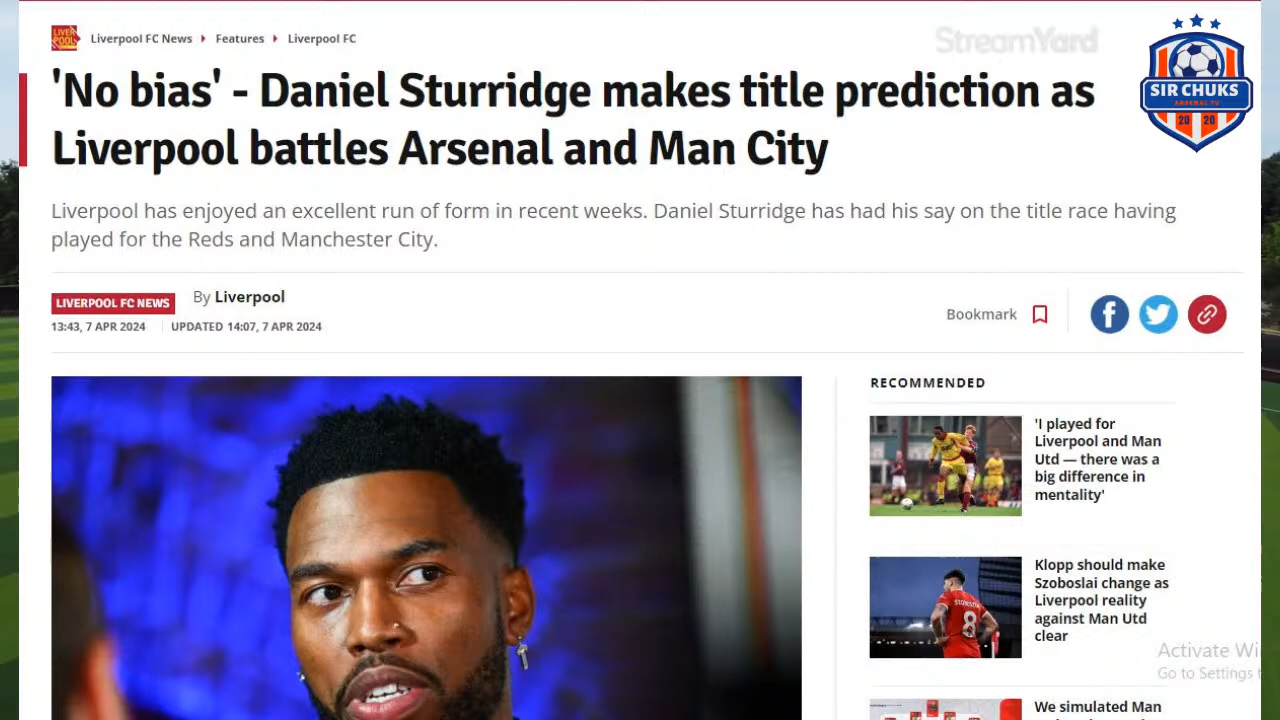 LIVER
POOL
Liverpool FC News
Features
Liverpool FC
StreamYard
SIR CHUKS
ARSENAL TV
20 20
'No bias' - Daniel Sturridge makes title prediction as
Liverpool battles Arsenal and Man City
Liverpool has enjoyed an excellent run of form in recent weeks. Daniel Sturridge has had his say on the title race having
played for the Reds and Manchester City.
LIVERPOOL FC NEWS
By Liverpool
13:43, 7 APR 2024
UPDATED 14:07, 7 APR 2024
Bookmark
RECOMMENDED
'I played for
Liverpool and Man
Utd — there was a
big difference in
mentality'
Klopp should make
Szoboslai change as
Liverpool reality
against Man Utd
clear
8
Activate Wi
Go to Settings t
We simulated Man